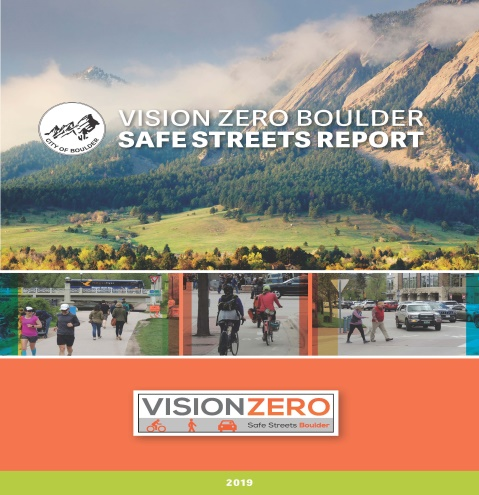 VISION ZERO BOULDER
SAFE STREETS REPORT
CITY OF BOULDER
VISIONZERO
Safe Streets Boulder
2019